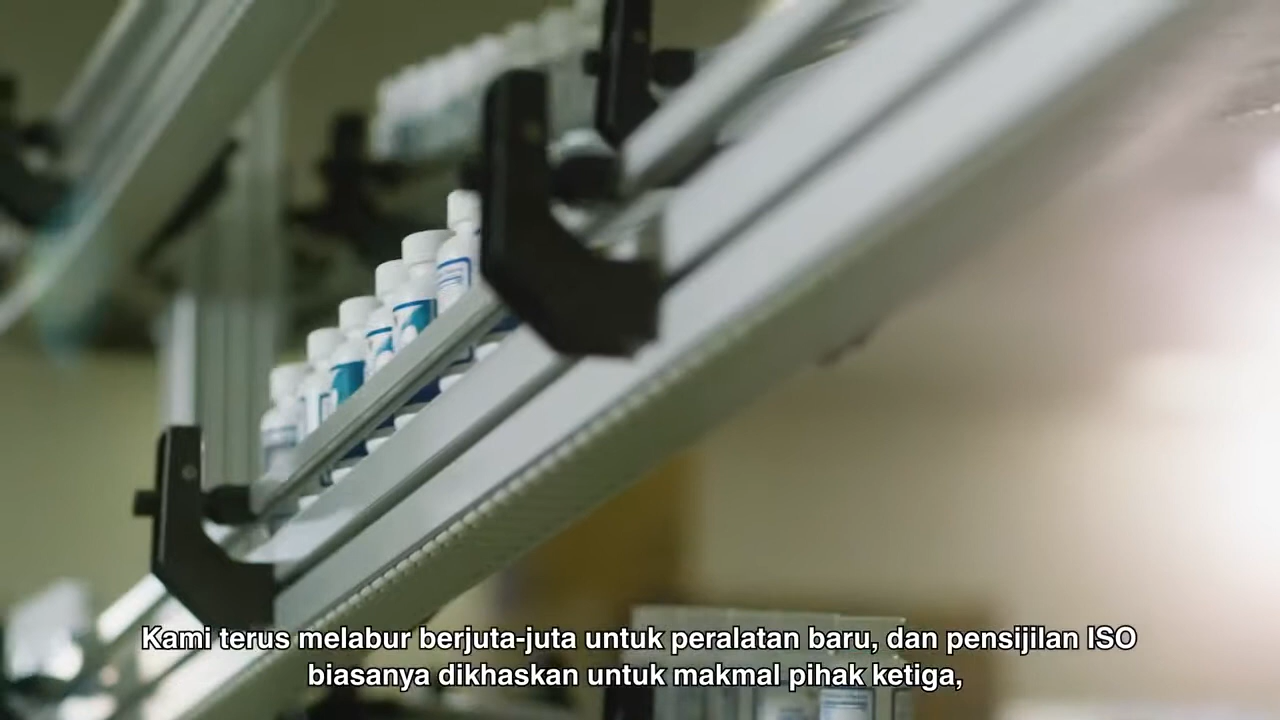 Kami terus melabur berjuta-juta untuk peralatan baru, dan pensijilan ISO
biasanya dikhaskan untuk makmal pihak ketiga,